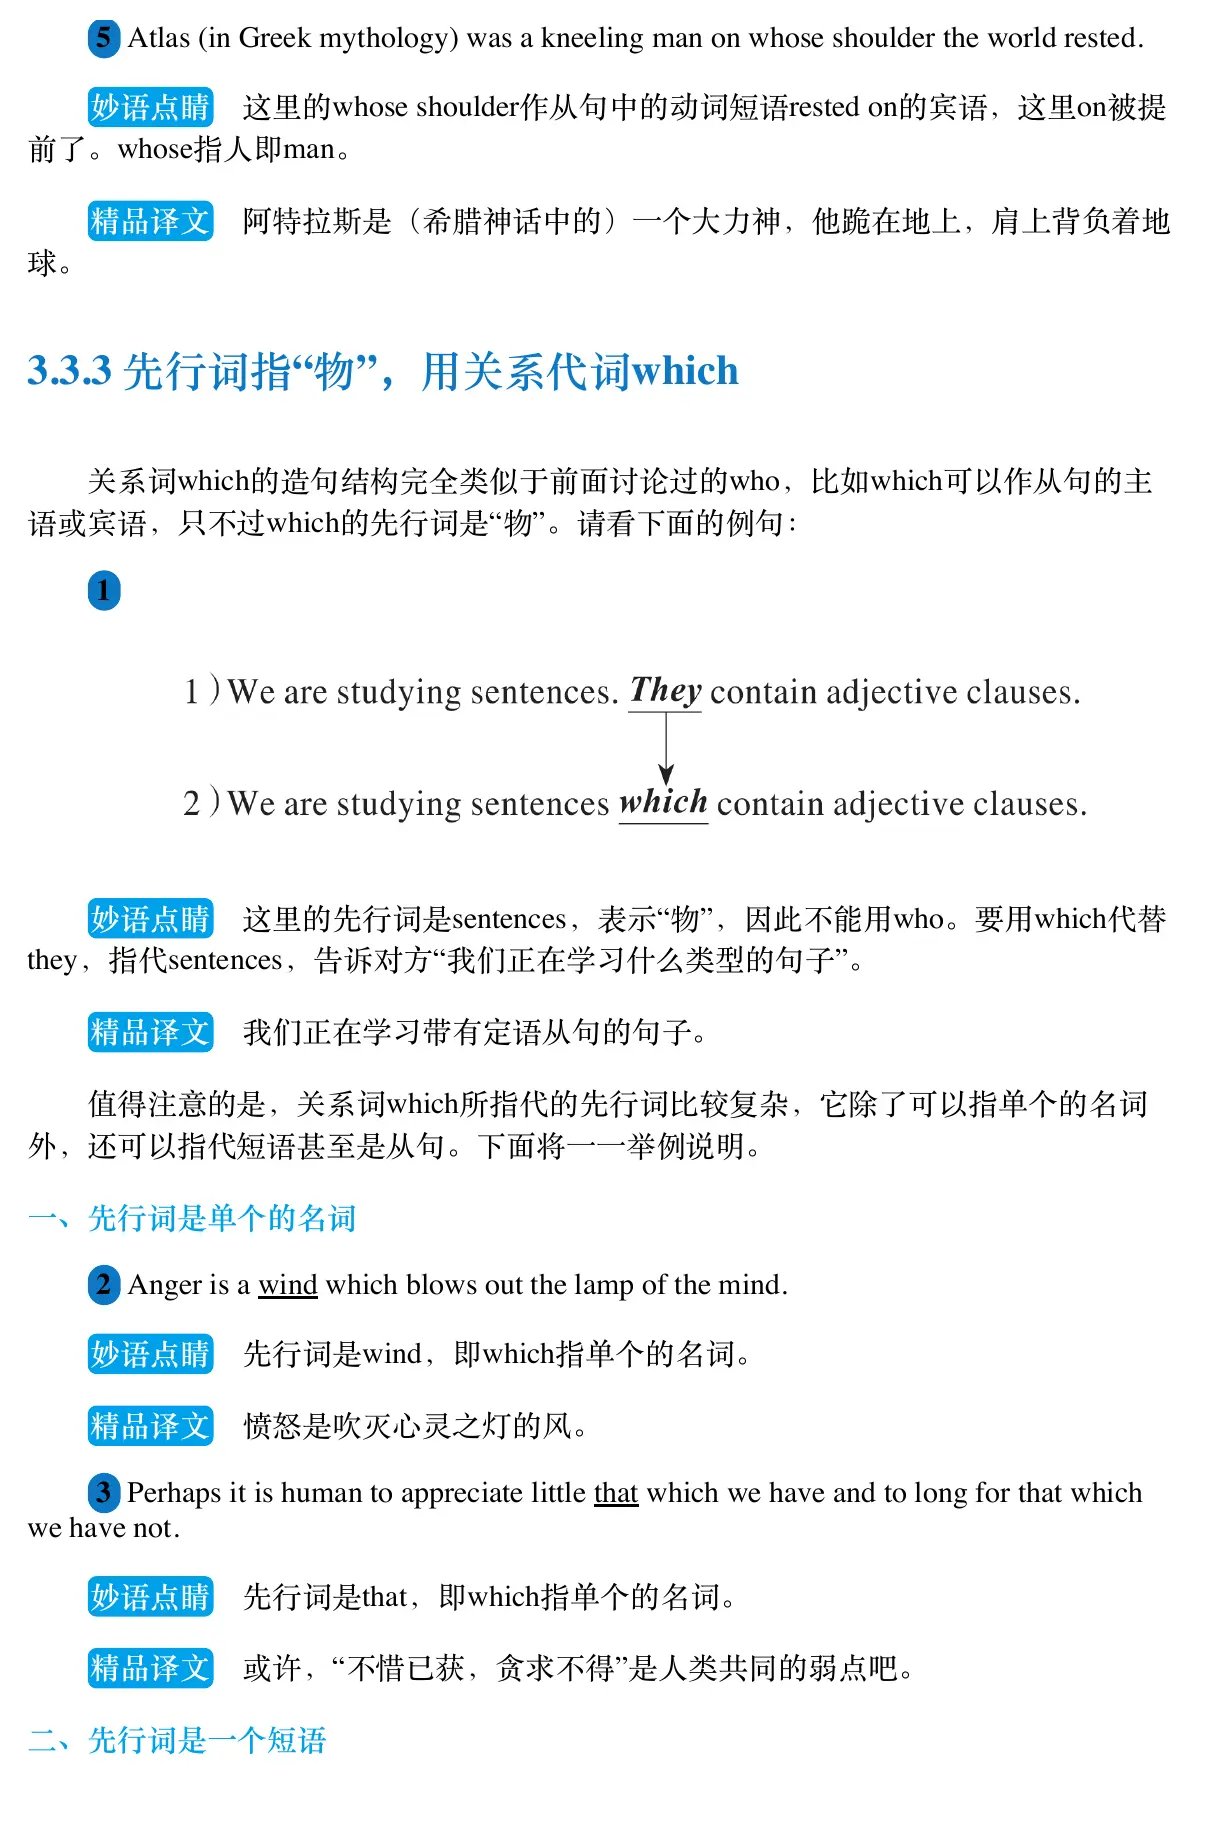 5 Atlas (in Greek mythology) was a kneeling man on whose shoulder the world rested.
妙语点睛 这里的whose shoulder作从句中的动词短语rested on的宾语，这里on被提
前了。whose指人即man。
精品译文 阿特拉斯是（希腊神话中的）一个大力神，他跪在地上，肩上背负着地
球。
3.3.3 先行词指“物”，用关系代词which
关系词which的造句结构完全类似于前面讨论过的who，比如which可以作从句的主
语或宾语，只不过which的先行词是“物”。请看下面的例句：
1
1）We are studying sentences. They contain adjective clauses.
2）We are studying sentences which contain adjective clauses.
妙语点睛 这里的先行词是sentences，表示“物”，因此不能用who。要用which代替
they，指代sentences，告诉对方“我们正在学习什么类型的句子”。
精品译文 我们正在学习带有定语从句的句子。
值得注意的是，关系词which所指代的先行词比较复杂，它除了可以指单个的名词
外，还可以指代短语甚至是从句。下面将一一举例说明。
一、先行词是单个的名词
2 Anger is a wind which blows out the lamp of the mind.
妙语点睛 先行词是wind，即which指单个的名词。
精品译文 愤怒是吹灭心灵之灯的风。
3 Perhaps it is human to appreciate little that which we have and to long for that which
we have not.
妙语点睛 先行词是that，即which指单个的名词。
精品译文 或许，“不惜已获，贪求不得”是人类共同的弱点吧。
二、先行词是一个短语